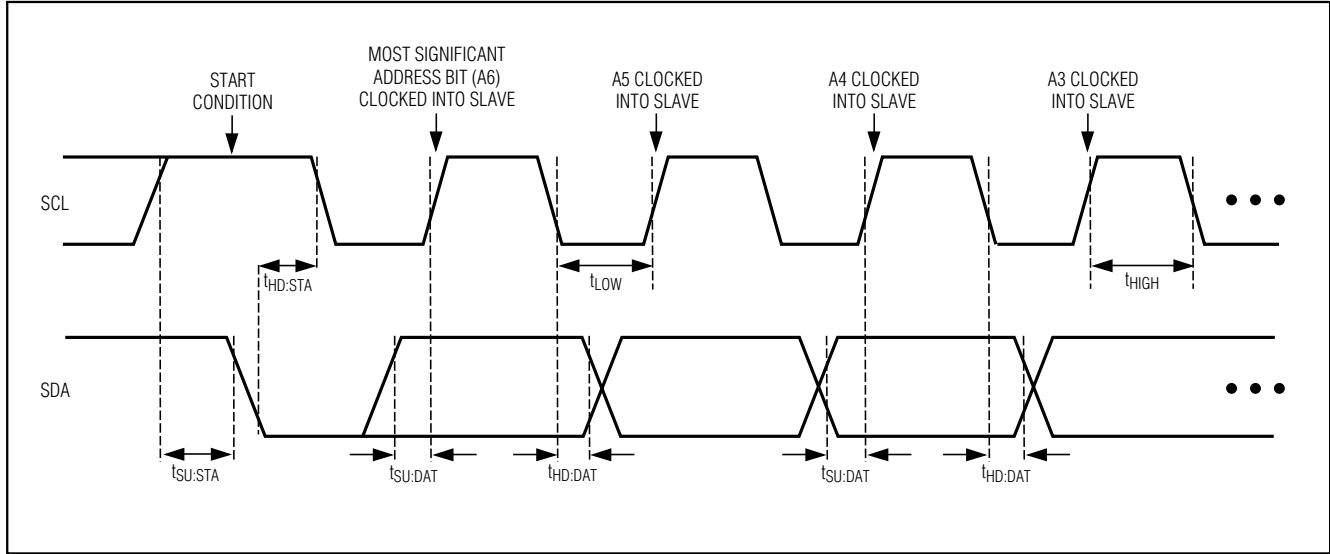 START
CONDITION
MOST SIGNIFICANT
ADDRESS BIT (A6)
CLOCKED INTO SLAVE
A5 CLOCKED
INTO SLAVE
A4 CLOCKED
INTO SLAVE
A3 CLOCKED
INTO SLAVE
SCL
tHD:STA
tLOW
tHIGH
SDA
tSU:STA
tSU:DAT
tHD:DAT
tSU:DAT
tHD:DAT